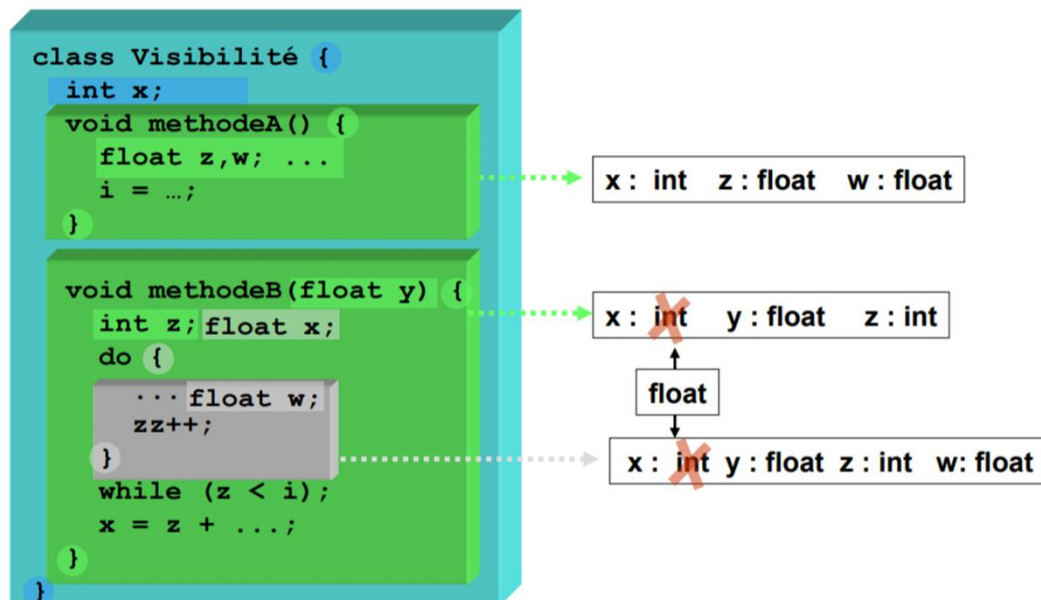 class Visibilité {
int x;
void methodeA() {
float z,w; ...
i = …;
}
x : int z : float w : float
void methodeB(float y) {
int z; float x;
do {
... float w;
zz++;
}
while (z < i);
x = z + ...;
}
}
x : int y : float z : int
float
x : int y : float z : int w: float